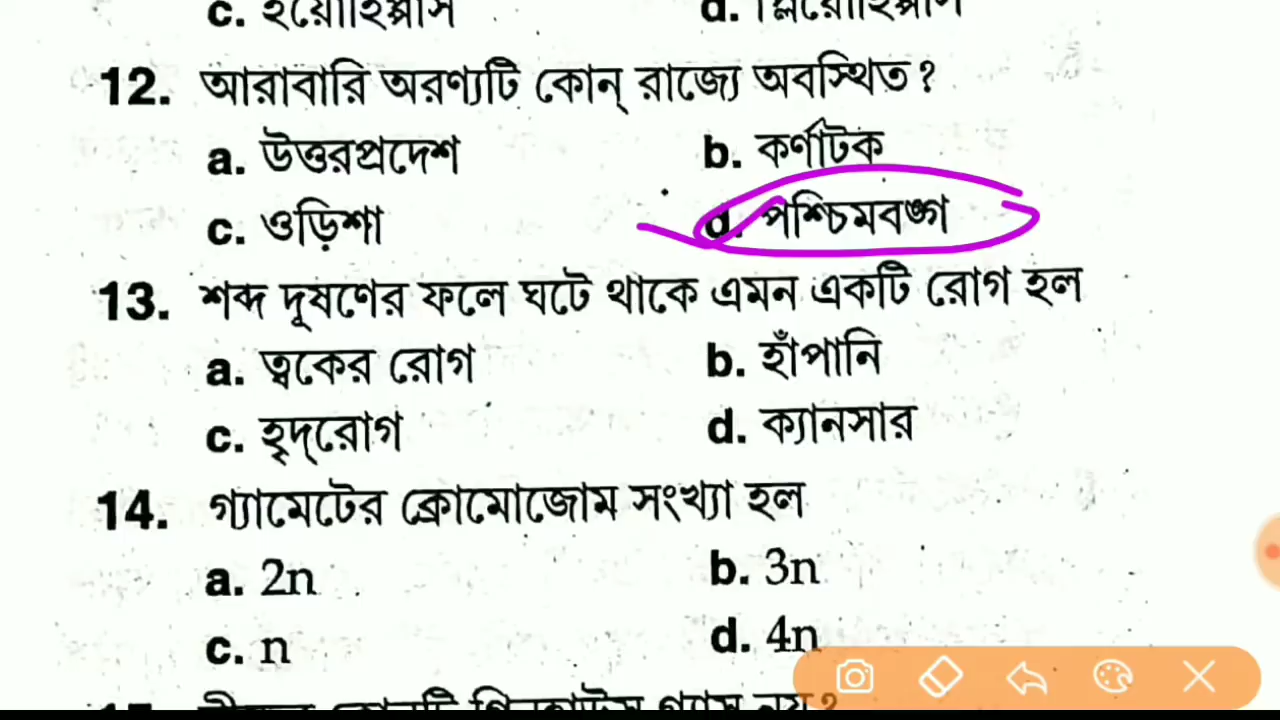 12. আরাবারি অরণ্যটি কোন্ রাজ্যে অবস্থিত?
a. উত্তরপ্রদেশ b. কর্ণাটক
c. ওড়িশা d. পশ্চিমবঙ্গ
13. শব্দ দূষণের ফলে ঘটে থাকে এমন একটি রোগ হল
a. ত্বকের রোগ b. হাঁপানি
c. হৃদ্‌রোগ d. ক্যানসার
14. গ্যামেটের ক্রোমোজোম সংখ্যা হল
a. 2n b. 3n
c. n d. 4n